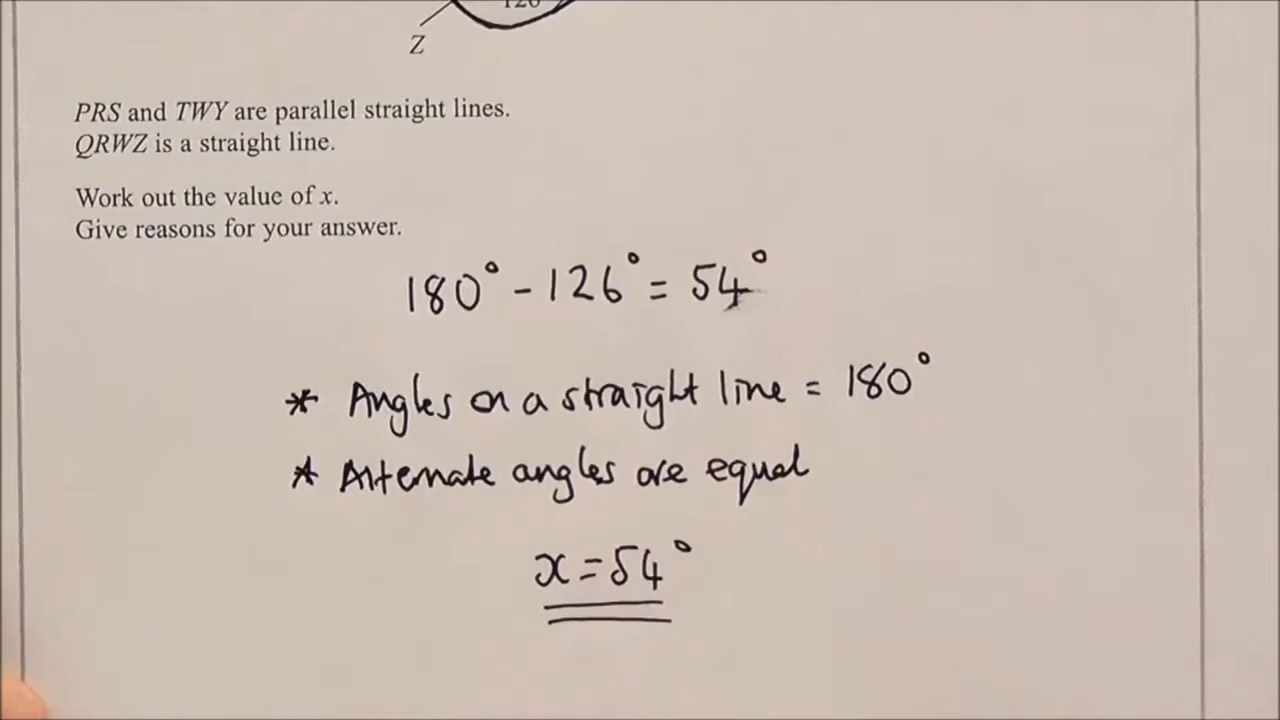 Z
PRS and TWY are parallel straight lines.
QRWZ is a straight line.
Work out the value of x.
Give reasons for your answer.
180° - 126° = 54°
* Angles on a straight line = 180°
* Alternate angles are equal
x = 54°